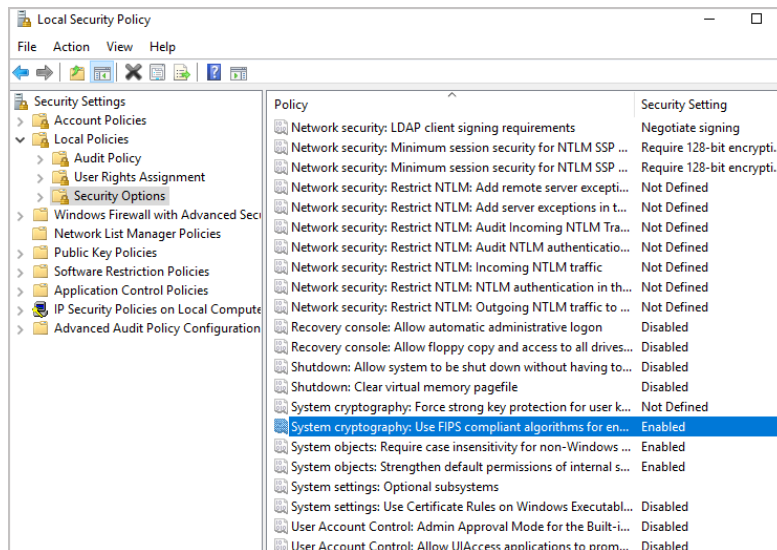 Local Security Policy
File Action View Help
Security Settings
Account Policies
Local Policies
Audit Policy
User Rights Assignment
Security Options
Windows Firewall with Advanced Secu
Network List Manager Policies
Public Key Policies
Software Restriction Policies
Application Control Policies
IP Security Policies on Local Compute
Advanced Audit Policy Configuration
Policy Security Setting
Network security: LDAP client signing requirements Negotiate signing
Network security: Minimum session security for NTLM SSP ... Require 128-bit encrypti...
Network security: Minimum session security for NTLM SSP ... Require 128-bit encrypti...
Network security: Restrict NTLM: Add remote server excepti... Not Defined
Network security: Restrict NTLM: Add server exceptions in t... Not Defined
Network security: Restrict NTLM: Audit Incoming NTLM Tra... Not Defined
Network security: Restrict NTLM: Audit NTLM authenticatio... Not Defined
Network security: Restrict NTLM: Incoming NTLM traffic Not Defined
Network security: Restrict NTLM: NTLM authentication in th... Not Defined
Network security: Restrict NTLM: Outgoing NTLM traffic to ... Not Defined
Recovery console: Allow automatic administrative logon Disabled
Recovery console: Allow floppy copy and access to all drives... Disabled
Shutdown: Allow system to be shut down without having to... Disabled
Shutdown: Clear virtual memory pagefile Disabled
System cryptography: Force strong key protection for user k... Not Defined
System cryptography: Use FIPS compliant algorithms for en... Enabled
System objects: Require case insensitivity for non-Windows ... Enabled
System objects: Strengthen default permissions of internal s... Enabled
System settings: Optional subsystems
System settings: Use Certificate Rules on Windows Executabl... Disabled
User Account Control: Admin Approval Mode for the Built-i... Disabled
User Account Control: Allow UIAccess applications to prom... Disabled